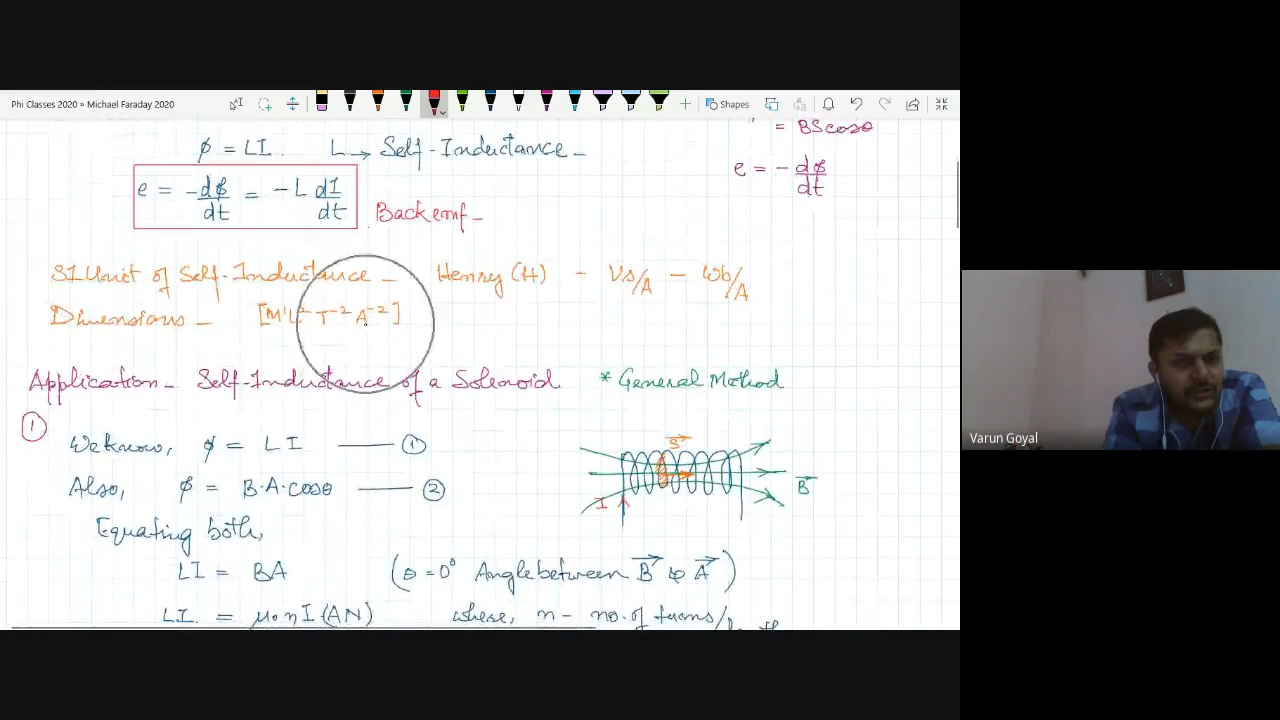 Phi Classes 2020 » Michael Faraday 2020
Shapes
= BScosθ
ϕ = LI. L → Self-Inductance -
e = -dϕ/dt
e = -dϕ/dt = -L dI/dt
Back emf -
SI Unit of Self-Inductance - Henry (H) - Vs/A - Wb/A
Dimensions - [M¹L² T⁻² A⁻²]
Application - Self-Inductance of a Solenoid * General Method
①
We know, ϕ = LI — ①
S
Also, ϕ = B·A·cosθ — ②
I
B
Equating both,
LI = BA (θ = 0° Angle between B & A)
LI. = μ₀nI·(AN) where, n - no. of turns/
Varun Goyal